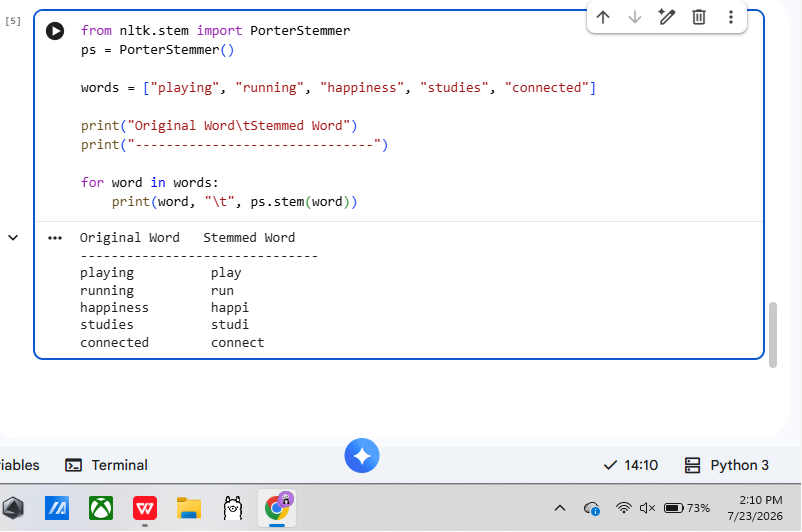 [5]
from nltk.stem import PorterStemmer
ps = PorterStemmer()
words = ["playing", "running", "happiness", "studies", "connected"]
print("Original Word\tStemmed Word")
print("-------------------------------")
for word in words:
    print(word, "\t", ps.stem(word))
Original Word   Stemmed Word
-------------------------------
playing          play
running          run
happiness        happi
studies          studi
connected        connect
iables Terminal 14:10 Python 3
73% 2:10 PM
7/23/2026